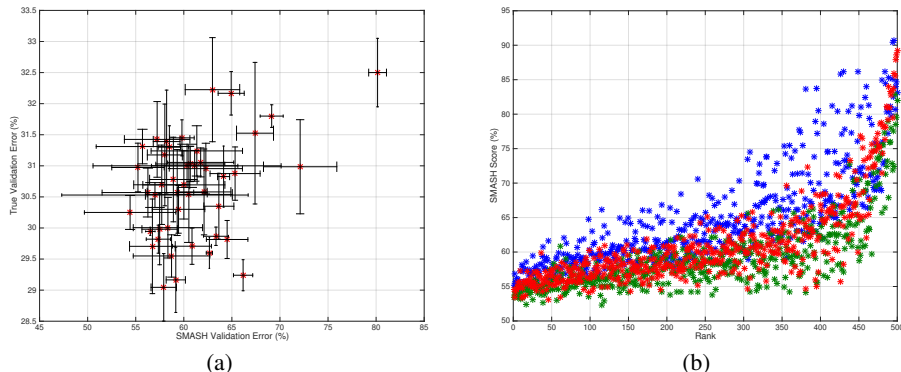 33.5
33
32.5
32
31.5
31
30.5
30
29.5
29
28.5
True Validation Error (%)
45 50 55 60 65 70 75 80 85
SMASH Validation Error (%)
(a)
95
90
85
80
75
70
65
60
55
50
SMASH Score (%)
0 50 100 150 200 250 300 350 400 450 500
Rank
(b)